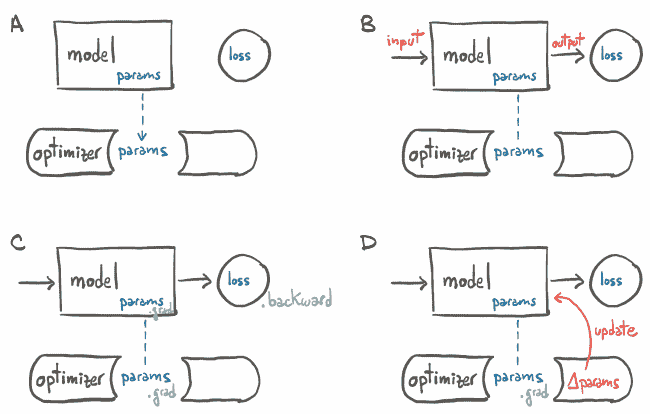 A
model
params
loss
optimizer
params
B
input
model
params
output
loss
optimizer
params
C
model
params
.grad
loss
.backward
optimizer
params
.grad
D
model
params
loss
update
optimizer
params
.grad
Δparams